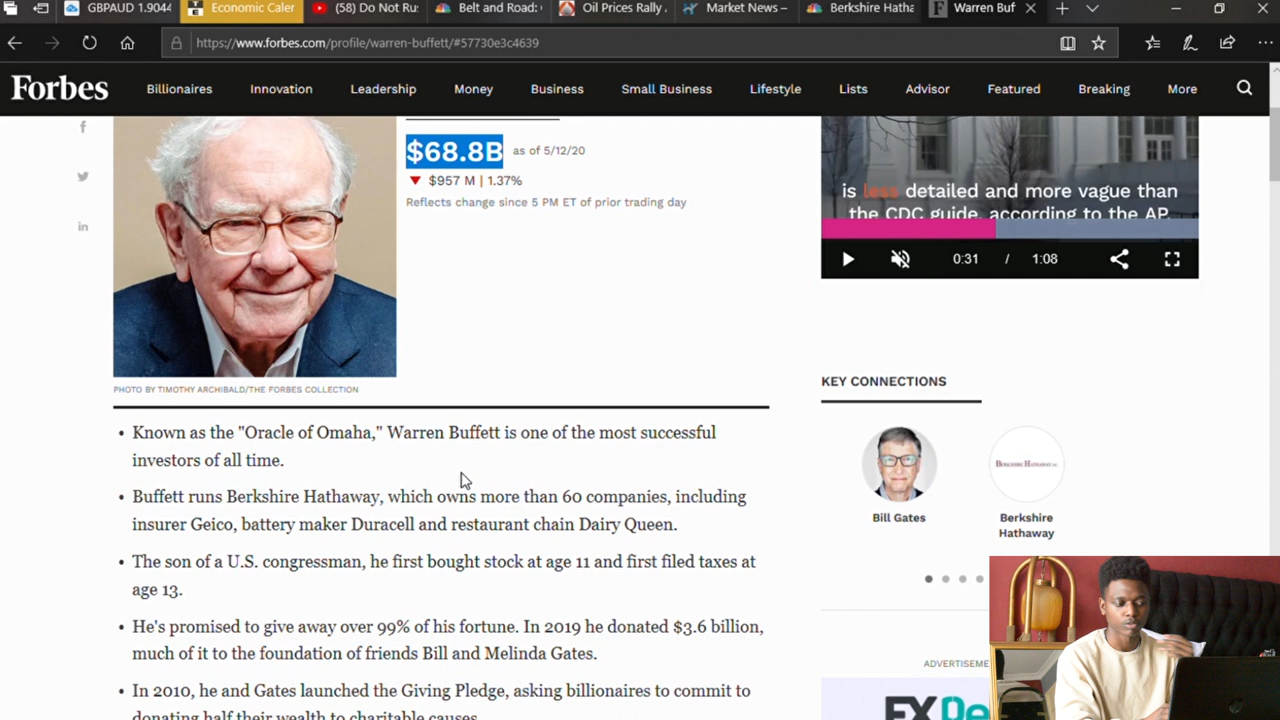 GBPAUD 1.9044
Economic Caler
(58) Do Not Ru
Belt and Road:
Oil Prices Rally
Market News –
Berkshire Hatha
Warren Buf
https://www.forbes.com/profile/warren-buffett/#57730e3c4639
Forbes
Billionaires
Innovation
Leadership
Money
Business
Small Business
Lifestyle
Lists
Advisor
Featured
Breaking
More
$68.8B as of 5/12/20
$957 M | 1.37%
Reflects change since 5 PM ET of prior trading day
is less detailed and more vague than
the CDC guide, according to the AP.
0:31 / 1:08
PHOTO BY TIMOTHY ARCHIBALD/THE FORBES COLLECTION
• Known as the "Oracle of Omaha," Warren Buffett is one of the most successful
investors of all time.
• Buffett runs Berkshire Hathaway, which owns more than 60 companies, including
insurer Geico, battery maker Duracell and restaurant chain Dairy Queen.
• The son of a U.S. congressman, he first bought stock at age 11 and first filed taxes at
age 13.
• He's promised to give away over 99% of his fortune. In 2019 he donated $3.6 billion,
much of it to the foundation of friends Bill and Melinda Gates.
• In 2010, he and Gates launched the Giving Pledge, asking billionaires to commit to
donating half their wealth to charitable causes.
KEY CONNECTIONS
BERKSHIRE HATHAWAY INC.
Bill Gates
Berkshire
Hathaway
ADVERTISEME